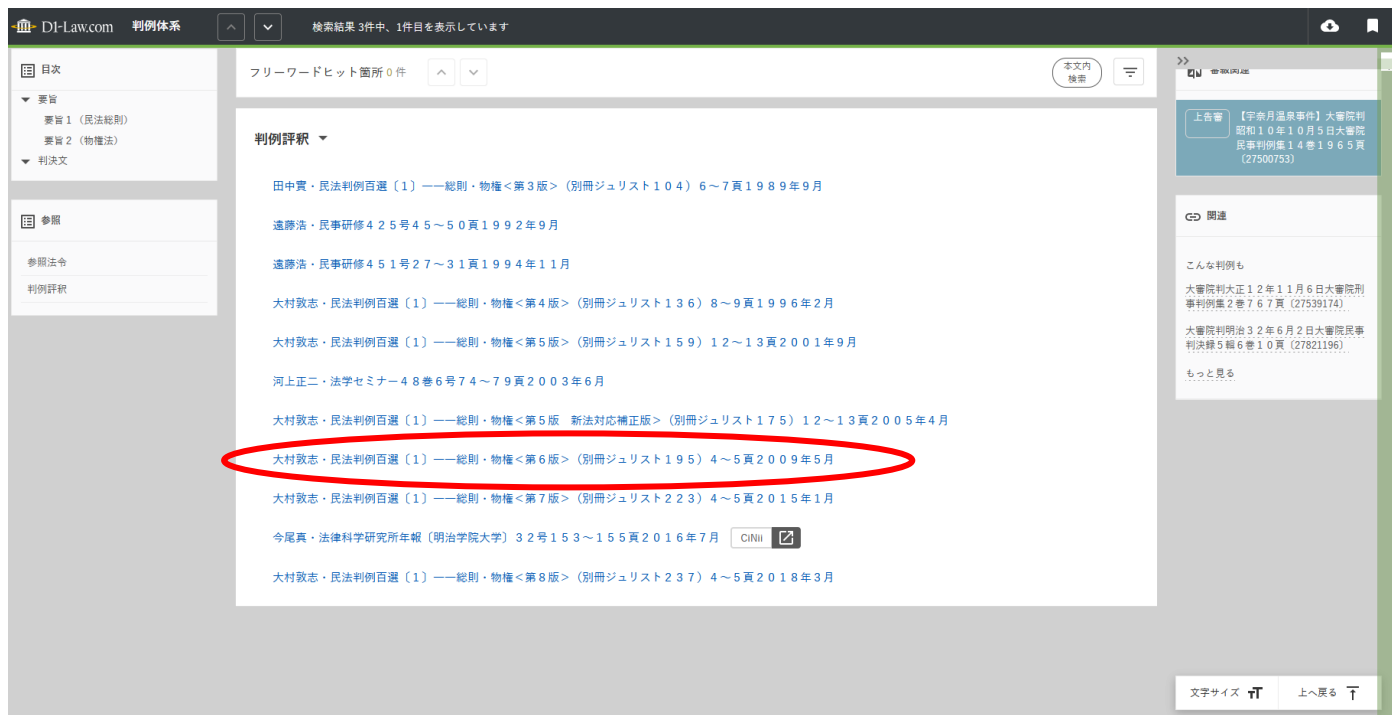 D1-Law.com 判例体系 検索結果 3件中、1件目を表示しています
目次
要旨
要旨１（民法総則）
要旨２（物権法）
判決文
参照
参照法令
判例評釈
フリーワードヒット箇所 0 件
本文内
検索
判例評釈
田中實・民法判例百選〔１〕――総則・物権＜第３版＞（別冊ジュリスト１０４）６～７頁１９８９年９月
遠藤浩・民事研修４２５号４５～５０頁１９９２年９月
遠藤浩・民事研修４５１号２７～３１頁１９９４年１１月
大村敦志・民法判例百選〔１〕――総則・物権＜第４版＞（別冊ジュリスト１３６）８～９頁１９９６年２月
大村敦志・民法判例百選〔１〕――総則・物権＜第５版＞（別冊ジュリスト１５９）１２～１３頁２００１年９月
河上正二・法学セミナー４８巻６号７４～７９頁２００３年６月
大村敦志・民法判例百選〔１〕――総則・物権＜第５版　新法対応補正版＞（別冊ジュリスト１７５）１２～１３頁２００５年４月
大村敦志・民法判例百選〔１〕――総則・物権＜第６版＞（別冊ジュリスト１９５）４～５頁２００９年５月
大村敦志・民法判例百選〔１〕――総則・物権＜第７版＞（別冊ジュリスト２２３）４～５頁２０１５年１月
今尾真・法律科学研究所年報〔明治学院大学〕３２号１５３～１５５頁２０１６年７月 CiNii
大村敦志・民法判例百選〔１〕――総則・物権＜第８版＞（別冊ジュリスト２３７）４～５頁２０１８年３月
審級関連
上告審 【宇奈月温泉事件】大審院判
昭和１０年１０月５日大審院
民事判例集１４巻１９６５頁
〔27500753〕
関連
こんな判例も
大審院判大正１２年１１月６日大審院刑
事判例集２巻７６７頁〔27539174〕
大審院判明治３２年６月２日大審院民事
判決録５輯６巻１０頁〔27821196〕
もっと見る
文字サイズ 上へ戻る